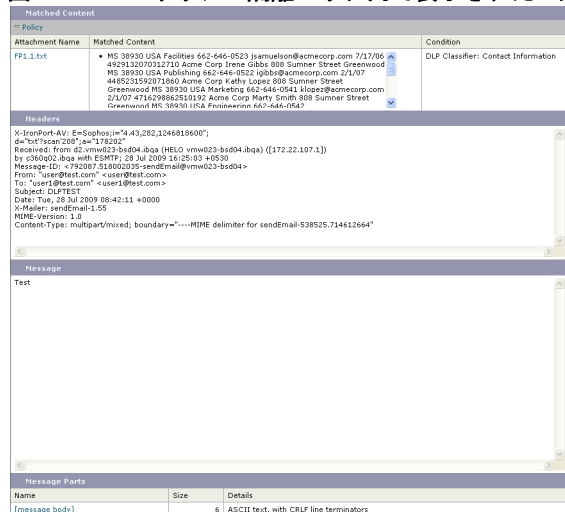 Matched Content
Policy
Attachment Name Matched Content Condition
FP1.1.txt
• MS 38930 USA Facilities 662-646-0523 jsamuelson@acmecorp.com 7/17/06
4929132070312710 Acme Corp Irene Gibbs 808 Sumner Street Greenwood
MS 38930 USA Publishing 662-646-0522 igibbs@acmecorp.com 2/1/07
4485231592071860 Acme Corp Kathy Lopez 808 Sumner Street
Greenwood MS 38930 USA Marketing 662-646-0541 klopez@acmecorp.com
2/1/07 4716298862510192 Acme Corp Marty Smith 808 Sumner Street
Greenwood MS 38930 USA Engineering 662-646-0542
DLP Classifier: Contact Information
Headers
X-IronPort-AV: E=Sophos;i="4.43,282,1246818600";
d="txt'?scan'208";a="178202"
Received: from d2.vmw023-bsd04.ibqa (HELO vmw023-bsd04) ([172.22.107.1])
by c360q02.ibqa with ESMTP; 28 Jul 2009 16:25:03 +0530
Message-ID: <792087.518002035-sendEmail@vmw023-bsd04>
From: "user@test.com" <user@test.com>
To: "user1@test.com" <user1@test.com>
Subject: DLPTEST
Date: Tue, 28 Jul 2009 08:42:11 +0000
X-Mailer: sendEmail-1.55
MIME-Version: 1.0
Content-Type: multipart/mixed; boundary="----MIME delimiter for sendEmail-538525.714612664"
Message
Test
Message Parts
Name Size Details
[message body] 6 ASCII text, with CRLF line terminators